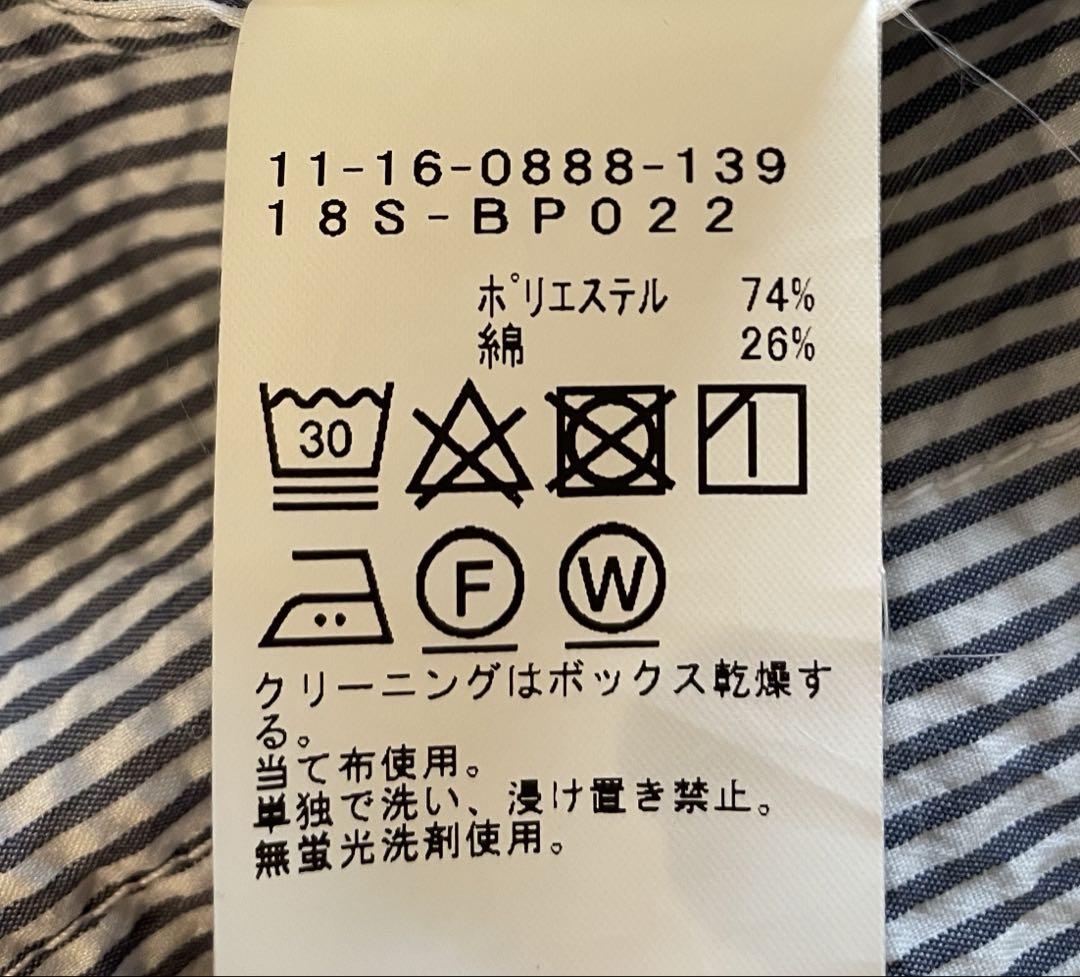 11-16-0888-139
18S-BP022
ポリエステル 74%
綿 26%
30
F W
クリーニングはボックス乾燥す
る。
当て布使用。
単独で洗い、浸け置き禁止。
無蛍光洗剤使用。